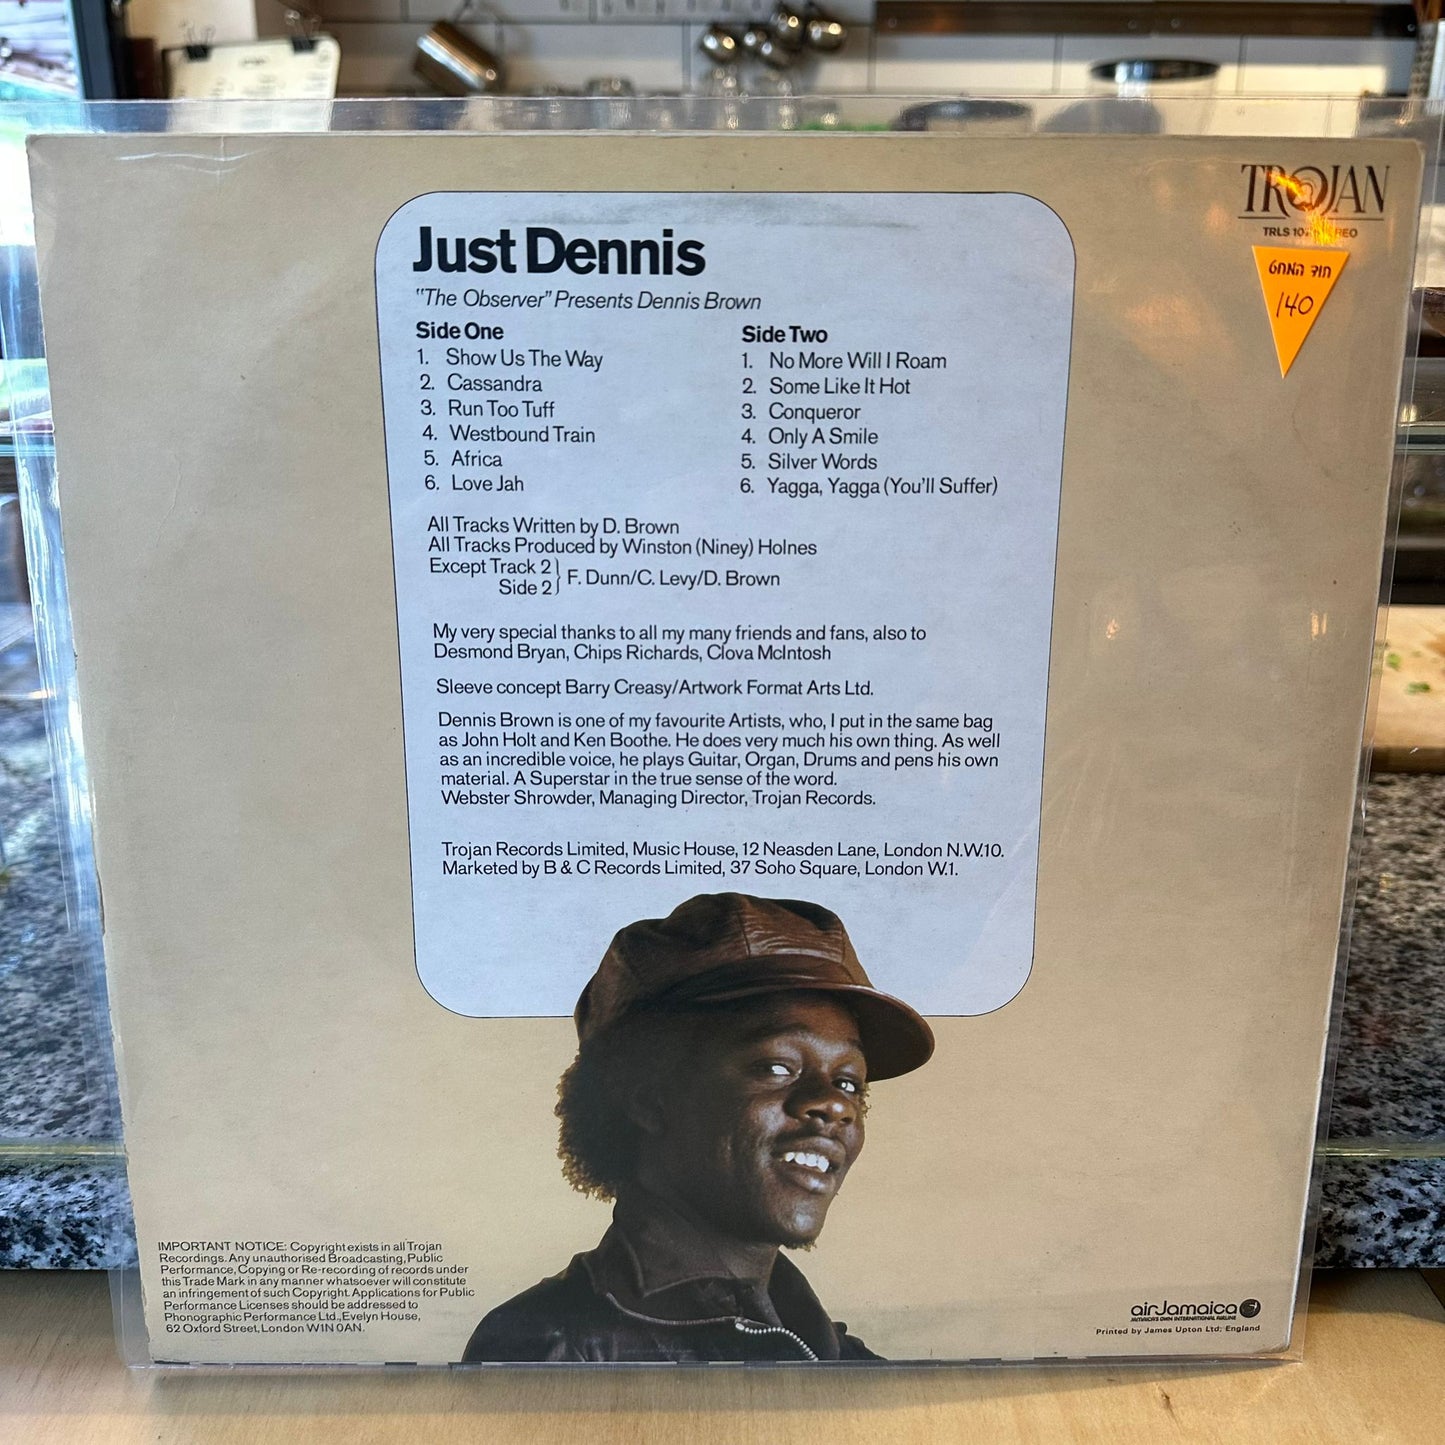 TROJAN
TRLS 107 STEREO
חוד המחט
140
Just Dennis
"The Observer" Presents Dennis Brown
Side One
1. Show Us The Way
2. Cassandra
3. Run Too Tuff
4. Westbound Train
5. Africa
6. Love Jah
Side Two
1. No More Will I Roam
2. Some Like It Hot
3. Conqueror
4. Only A Smile
5. Silver Words
6. Yagga, Yagga (You'll Suffer)
All Tracks Written by D. Brown
All Tracks Produced by Winston (Niney) Holnes
Except Track 2
Side 2 } F. Dunn/C. Levy/D. Brown
My very special thanks to all my many friends and fans, also to
Desmond Bryan, Chips Richards, Clova McIntosh
Sleeve concept Barry Creasy/Artwork Format Arts Ltd.
Dennis Brown is one of my favourite Artists, who, I put in the same bag
as John Holt and Ken Boothe. He does very much his own thing. As well
as an incredible voice, he plays Guitar, Organ, Drums and pens his own
material. A Superstar in the true sense of the word.
Webster Shrowder, Managing Director, Trojan Records.
Trojan Records Limited, Music House, 12 Neasden Lane, London N.W.10.
Marketed by B & C Records Limited, 37 Soho Square, London W.1.
IMPORTANT NOTICE: Copyright exists in all Trojan
Recordings. Any unauthorised Broadcasting, Public
Performance, Copying or Re-recording of records under
this Trade Mark in any manner whatsoever will constitute
an infringement of such Copyright. Applications for Public
Performance Licenses should be addressed to
Phonographic Performance Ltd., Evelyn House,
62 Oxford Street, London W1N 0AN.
airJamaica
JAMAICA'S OWN INTERNATIONAL AIRLINE
Printed by James Upton Ltd; England